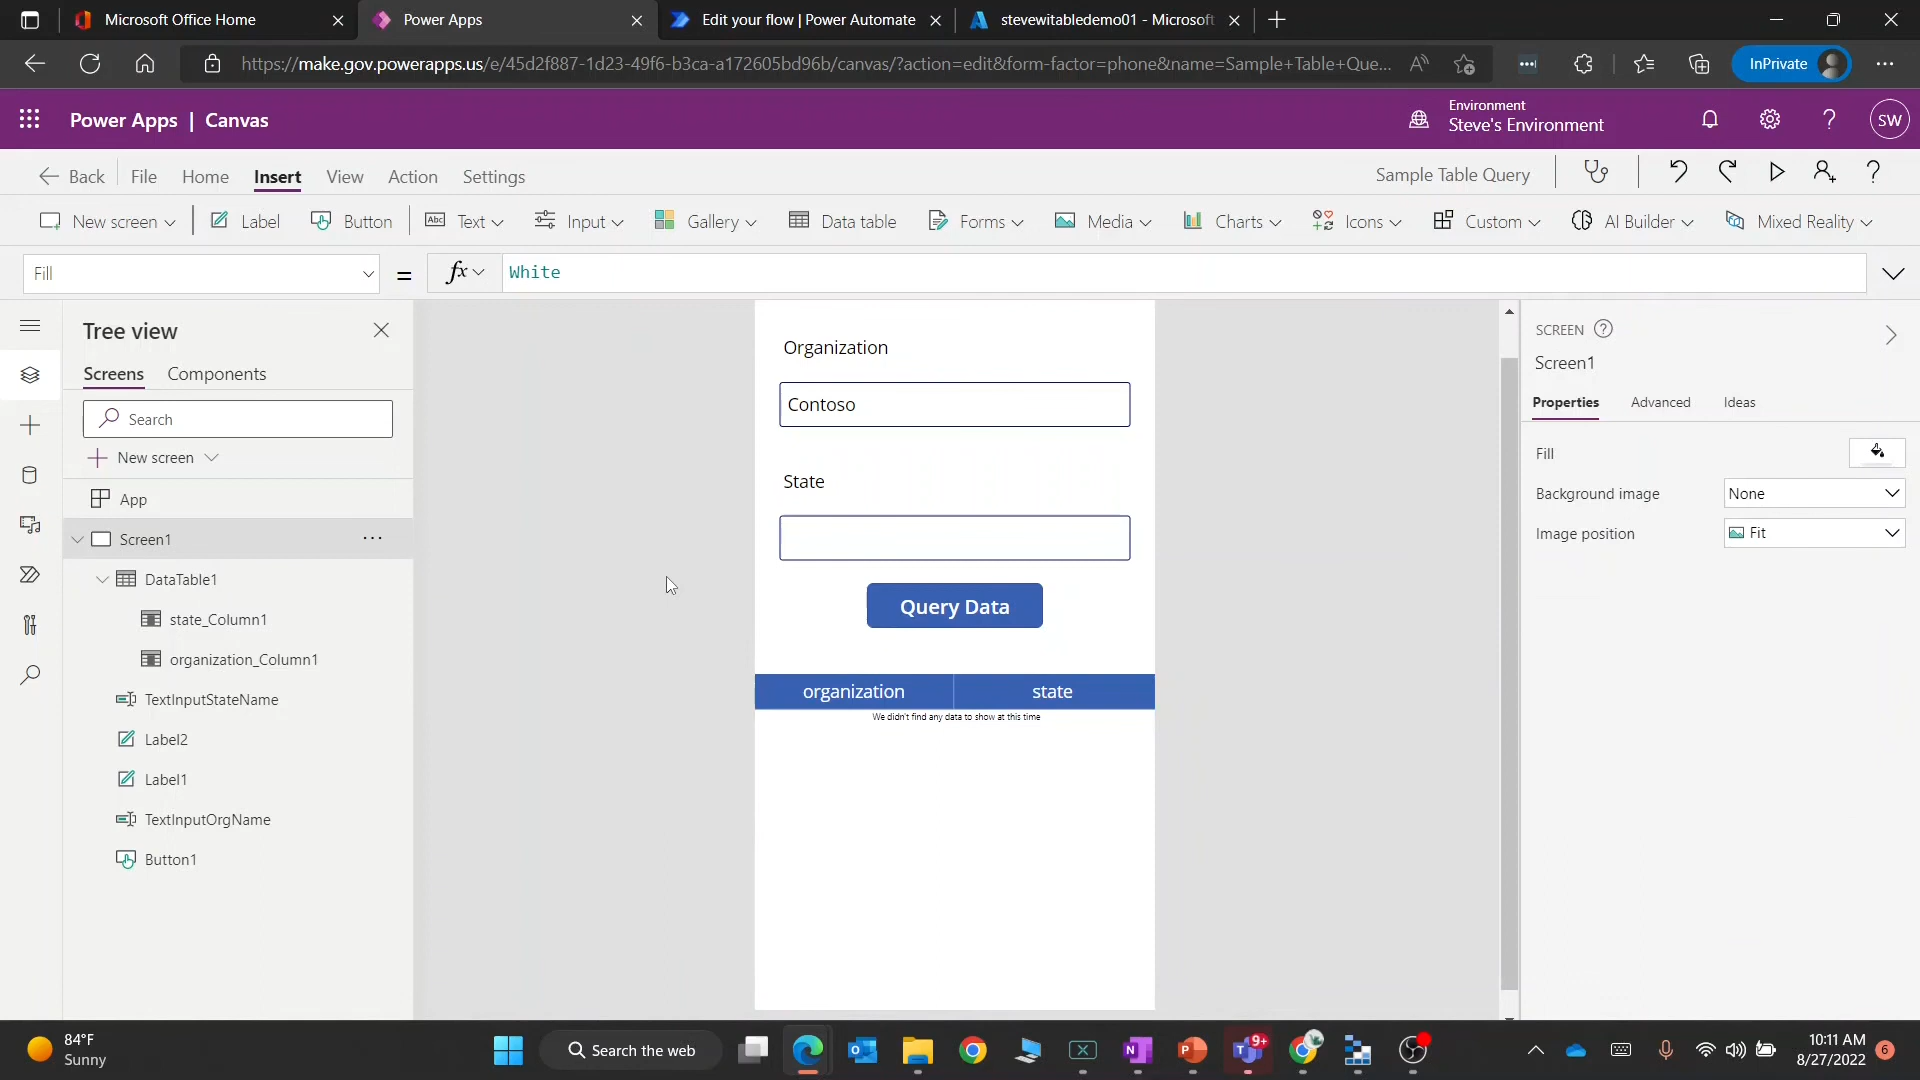 Microsoft Office Home
Power Apps
Edit your flow | Power Automate
stevewitabledemo01 - Microsoft
https://make.gov.powerapps.us/e/45d2f887-1d23-49f6-b3ca-a172605bd96b/canvas/?action=edit&form-factor=phone&name=Sample+Table+Que...
InPrivate
Power Apps | Canvas
Environment
Steve's Environment
SW
Back
File
Home
Insert
View
Action
Settings
Sample Table Query
New screen
Label
Button
Abc
Text
Input
Gallery
Data table
Forms
Media
Charts
Icons
Custom
AI Builder
Mixed Reality
Fill
=
fx
White
Tree view
Screens
Components
Search
New screen
App
Screen1
DataTable1
state_Column1
organization_Column1
TextInputStateName
Label2
Label1
TextInputOrgName
Button1
Organization
Contoso
State
Query Data
organization
state
We didn't find any data to show at this time
SCREEN
Screen1
Properties
Advanced
Ideas
Fill
Background image
None
Image position
Fit
84°F
Sunny
Search the web
9+
10:11 AM
8/27/2022
6